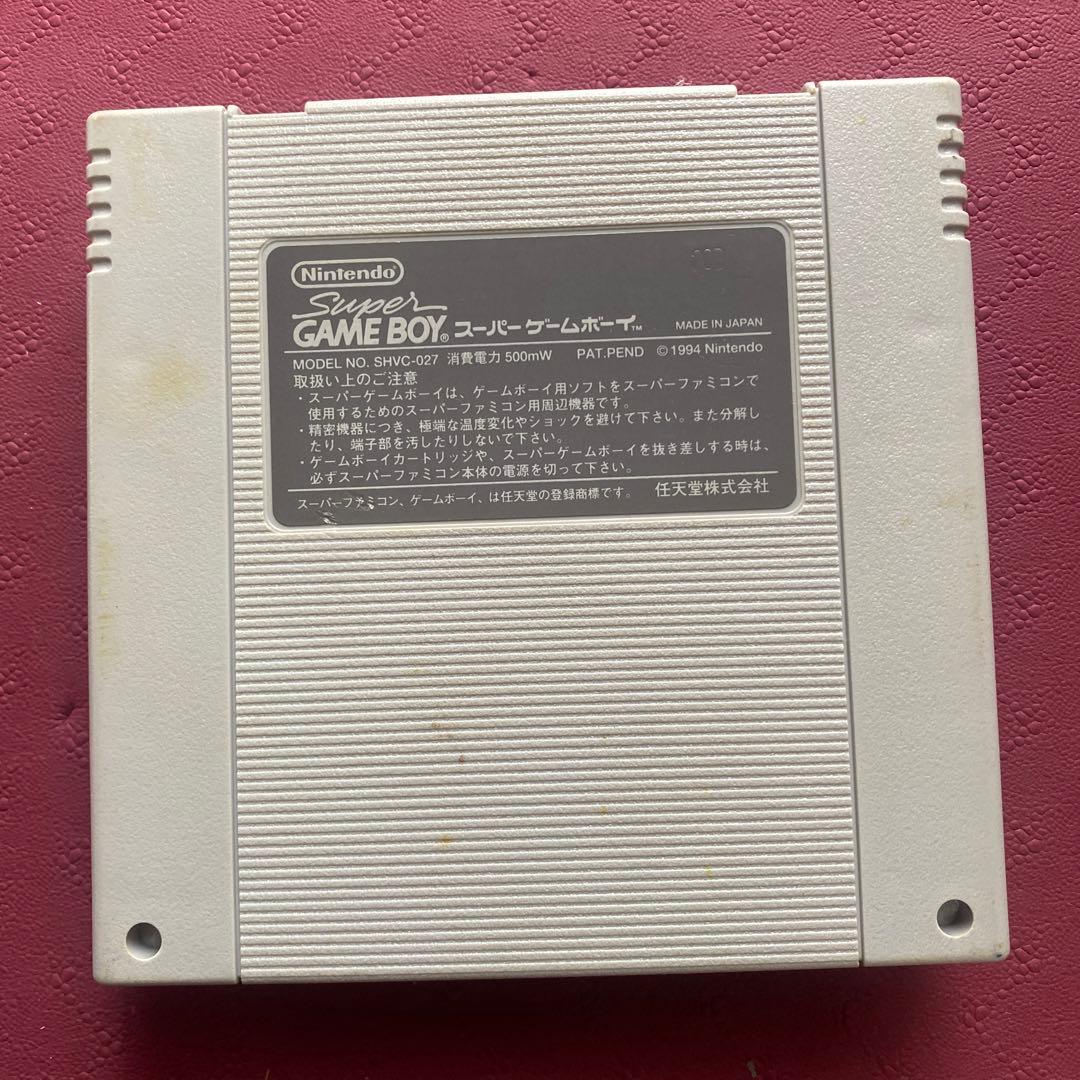 Nintendo
Super
GAME BOY® スーパーゲームボーイ™ MADE IN JAPAN
MODEL NO. SHVC-027 消費電力 500mW PAT.PEND ©1994 Nintendo
取扱い上のご注意
・スーパーゲームボーイは、ゲームボーイ用ソフトをスーパーファミコンで
使用するためのスーパーファミコン用周辺機器です。
・精密機器につき、極端な温度変化やショックを避けて下さい。また分解し
たり、端子部を汚したりしないで下さい。
・ゲームボーイカートリッジや、スーパーゲームボーイを抜き差しする時は、
必ずスーパーファミコン本体の電源を切って下さい。
スーパーファミコン、ゲームボーイ、は任天堂の登録商標です。 任天堂株式会社